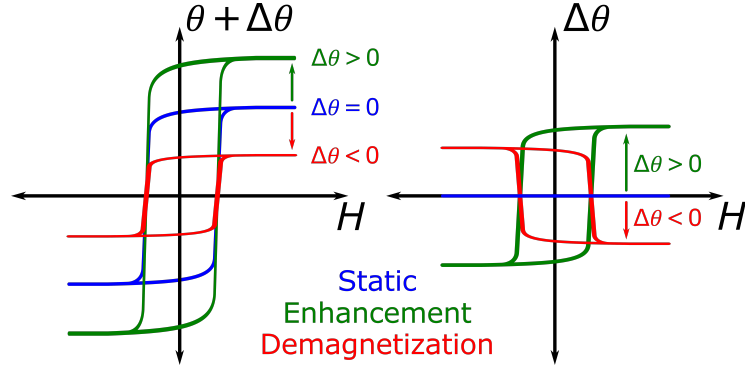 θ + Δθ
Δθ > 0
Δθ = 0
Δθ < 0
H
Δθ
Δθ > 0
Δθ < 0
H
Static
Enhancement
Demagnetization